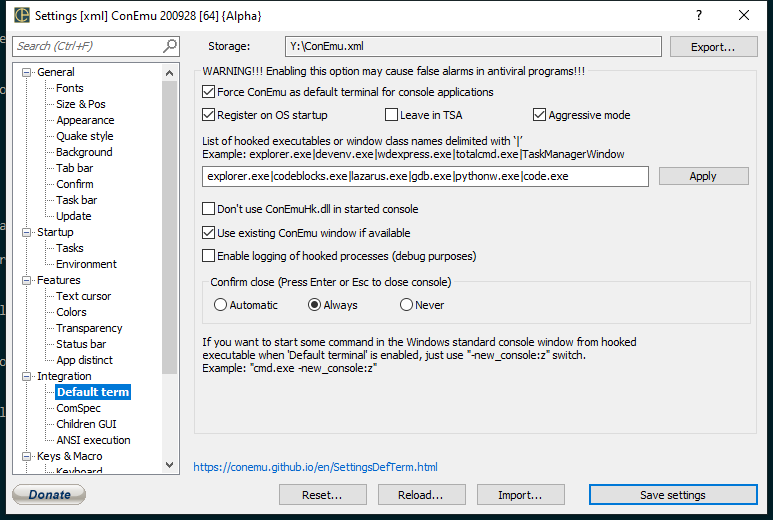 Settings [xml] ConEmu 200928 [64] {Alpha}
?
Search (Ctrl+F)
Storage:
Y:\ConEmu.xml
Export...
General
Fonts
Size & Pos
Appearance
Quake style
Background
Tab bar
Confirm
Task bar
Update
Startup
Tasks
Environment
Features
Text cursor
Colors
Transparency
Status bar
App distinct
Integration
Default term
ComSpec
Children GUI
ANSI execution
Keys & Macro
Keyboard
WARNING!!! Enabling this option may cause false alarms in antiviral programs!!!
Force ConEmu as default terminal for console applications
Register on OS startup
Leave in TSA
Aggressive mode
List of hooked executables or window class names delimited with '|'
Example: explorer.exe|devenv.exe|wdexpress.exe|totalcmd.exe|TaskManagerWindow
explorer.exe|codeblocks.exe|lazarus.exe|gdb.exe|pythonw.exe|code.exe
Apply
Don't use ConEmuHk.dll in started console
Use existing ConEmu window if available
Enable logging of hooked processes (debug purposes)
Confirm close (Press Enter or Esc to close console)
Automatic
Always
Never
If you want to start some command in the Windows standard console window from hooked
executable when 'Default terminal' is enabled, just use "-new_console:z" switch.
Example: "cmd.exe -new_console:z"
https://conemu.github.io/en/SettingsDefTerm.html
Donate
Reset...
Reload...
Import...
Save settings